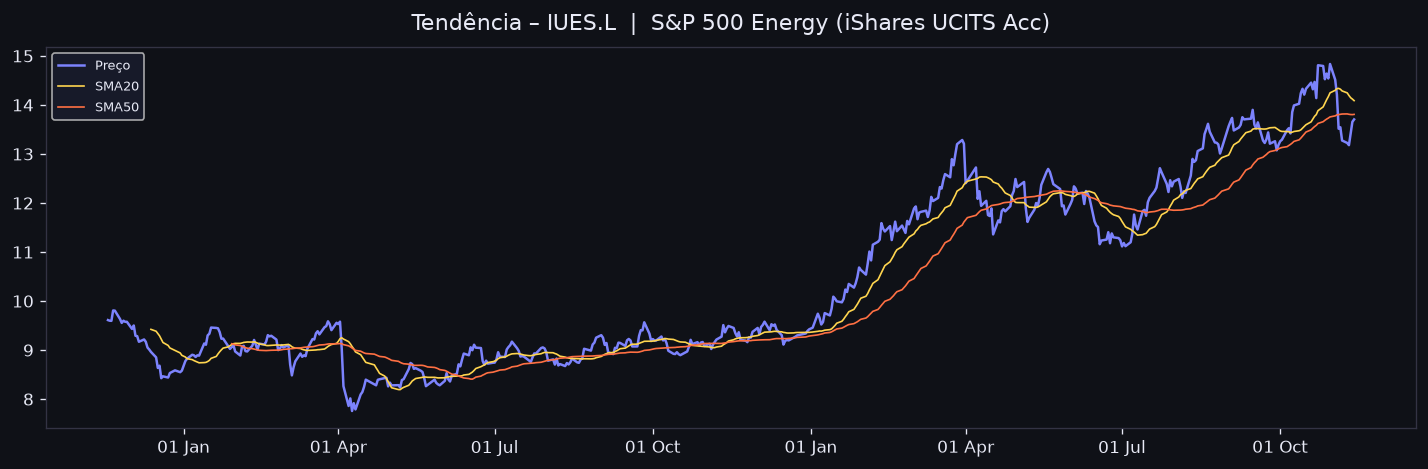 Tendência – IUES.L | S&P 500 Energy (iShares UCITS Acc)
Preço
SMA20
SMA50
15
14
13
12
11
10
9
8
01 Jan
01 Apr
01 Jul
01 Oct
01 Jan
01 Apr
01 Jul
01 Oct